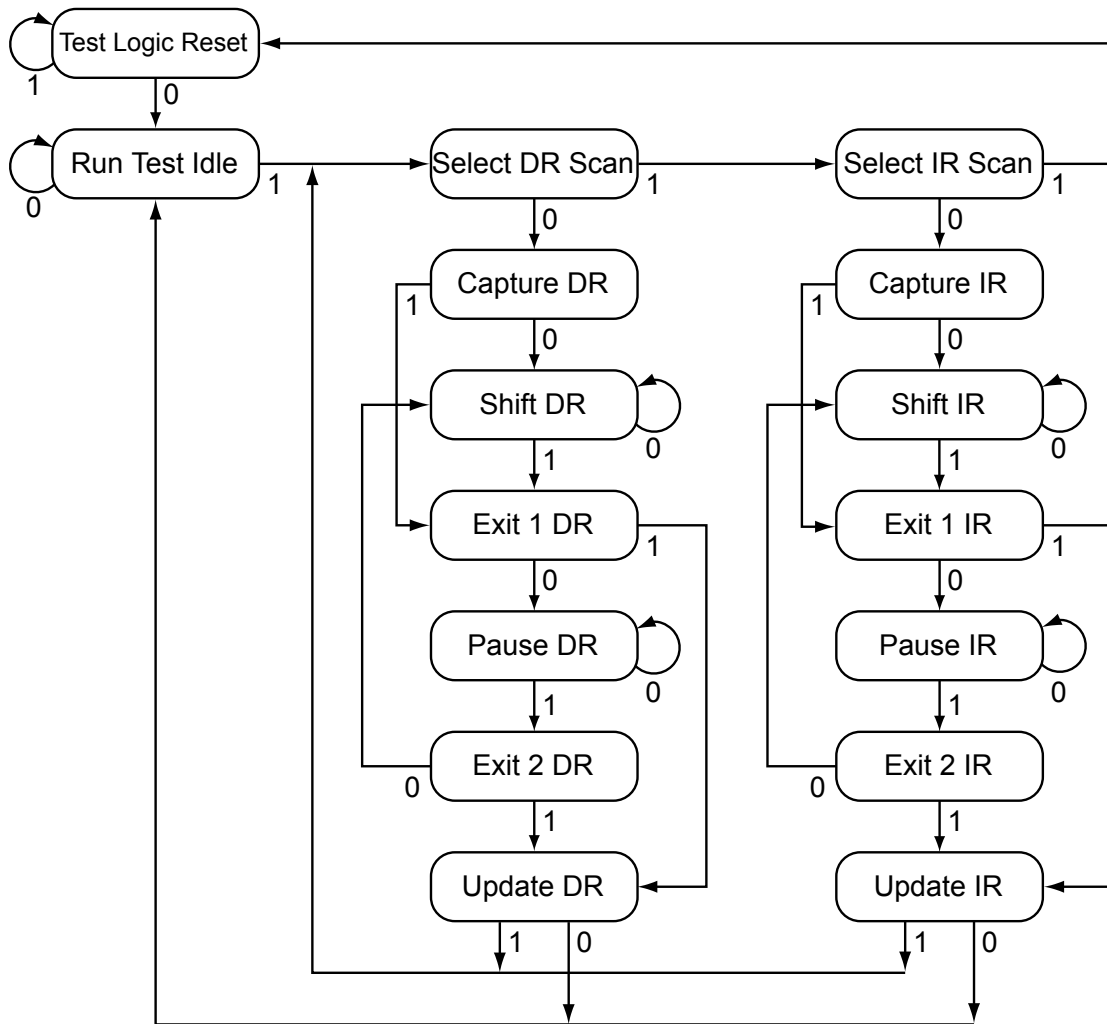 Test Logic Reset
1
0
Run Test Idle
0
1
Select DR Scan
1
0
Select IR Scan
1
0
Capture DR
1
0
Capture IR
1
0
Shift DR
0
1
Shift IR
0
1
Exit 1 DR
1
0
Exit 1 IR
1
0
Pause DR
0
1
Pause IR
0
1
Exit 2 DR
0
1
Exit 2 IR
0
1
Update DR
1
0
Update IR
1
0